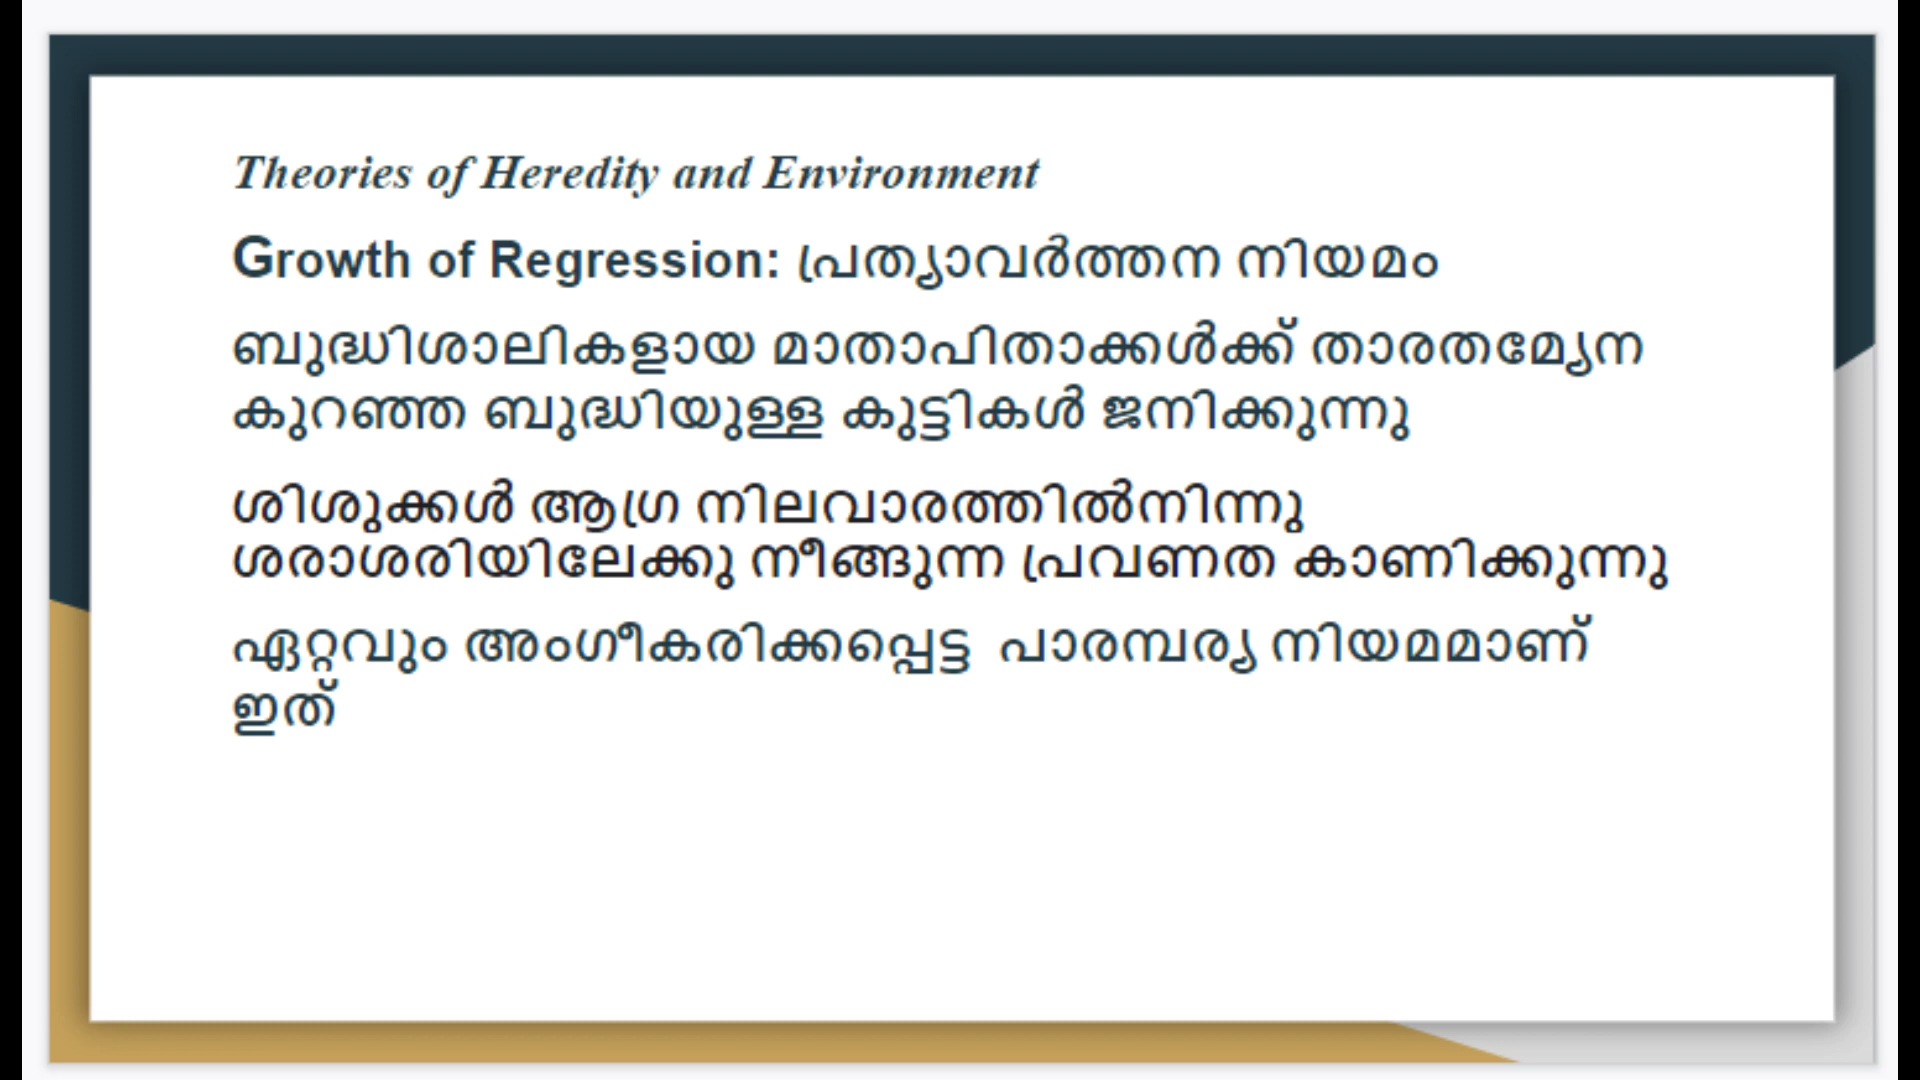 Theories of Heredity and Environment
Growth of Regression: പ്രത്യാവർത്തന നിയമം
ബുദ്ധിശാലികളായ മാതാപിതാക്കൾക്ക് താരതമ്യേന
കുറഞ്ഞ ബുദ്ധിയുള്ള കുട്ടികൾ ജനിക്കുന്നു
ശിശുക്കൾ ആഗ്ര നിലവാരത്തിൽനിന്നു
ശരാശരിയിലേക്കു നീങ്ങുന്ന പ്രവണത കാണിക്കുന്നു
ഏറ്റവും അംഗീകരിക്കപ്പെട്ട പാരമ്പര്യ നിയമമാണ്
ഇത്